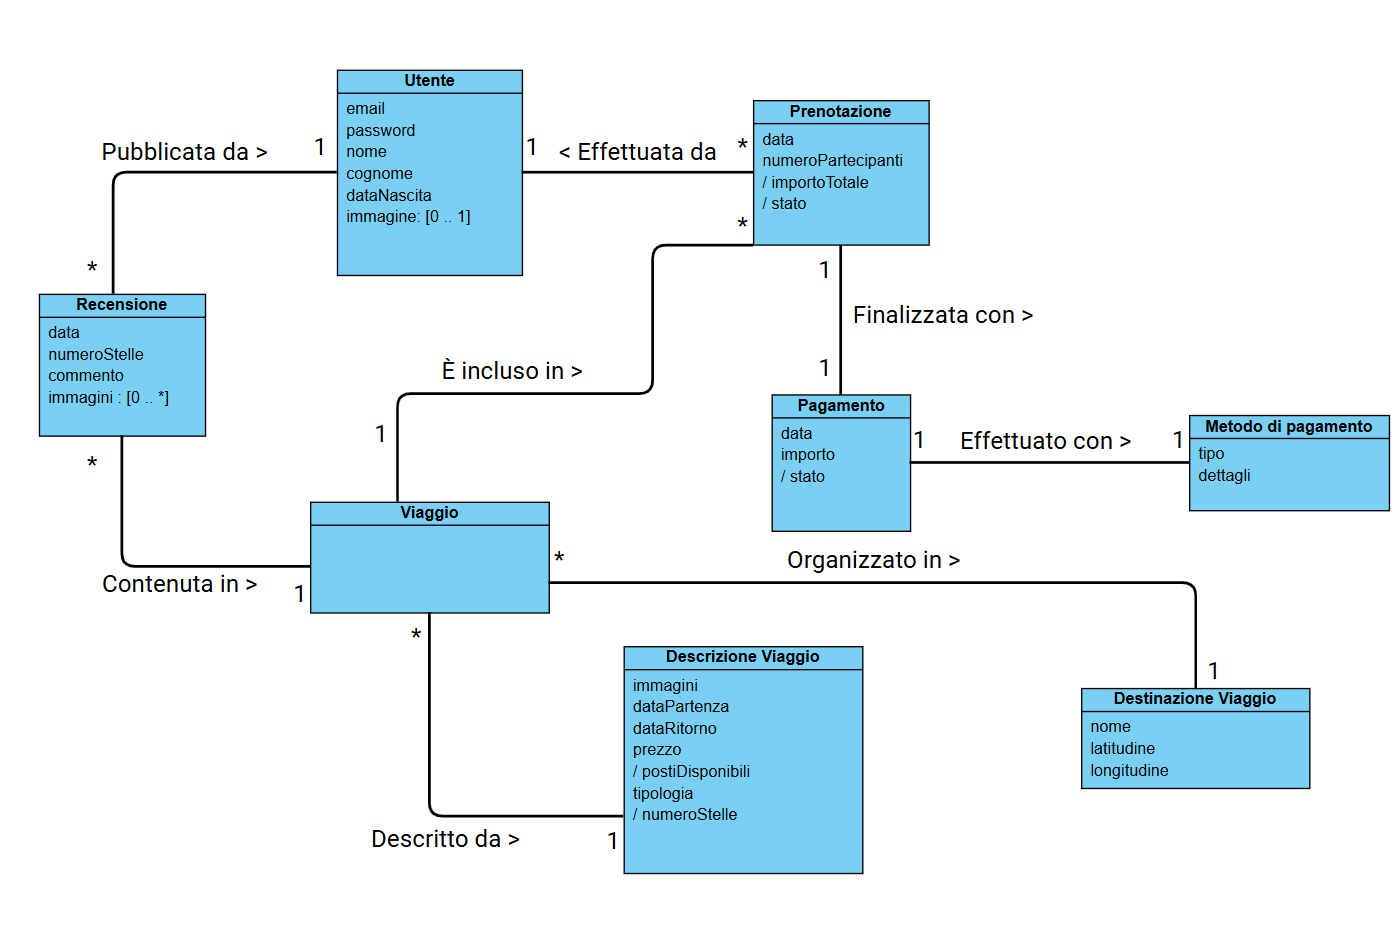 Utente
email
password
nome
cognome
dataNascita
immagine: [0 .. 1]
Pubblicata da >
1
*
1
< Effettuata da
*
Prenotazione
data
numeroPartecipanti
/ importoTotale
/ stato
*
Recensione
data
numeroStelle
commento
immagini : [0 .. *]
*
È incluso in >
1
1
Finalizzata con >
1
Pagamento
data
importo
/ stato
1
Effettuato con >
1
Metodo di pagamento
tipo
dettagli
Viaggio
Contenuta in >
1
*
Organizzato in >
1
*
Descrizione Viaggio
immagini
dataPartenza
dataRitorno
prezzo
/ postiDisponibili
tipologia
/ numeroStelle
Descritto da >
1
Destinazione Viaggio
nome
latitudine
longitudine